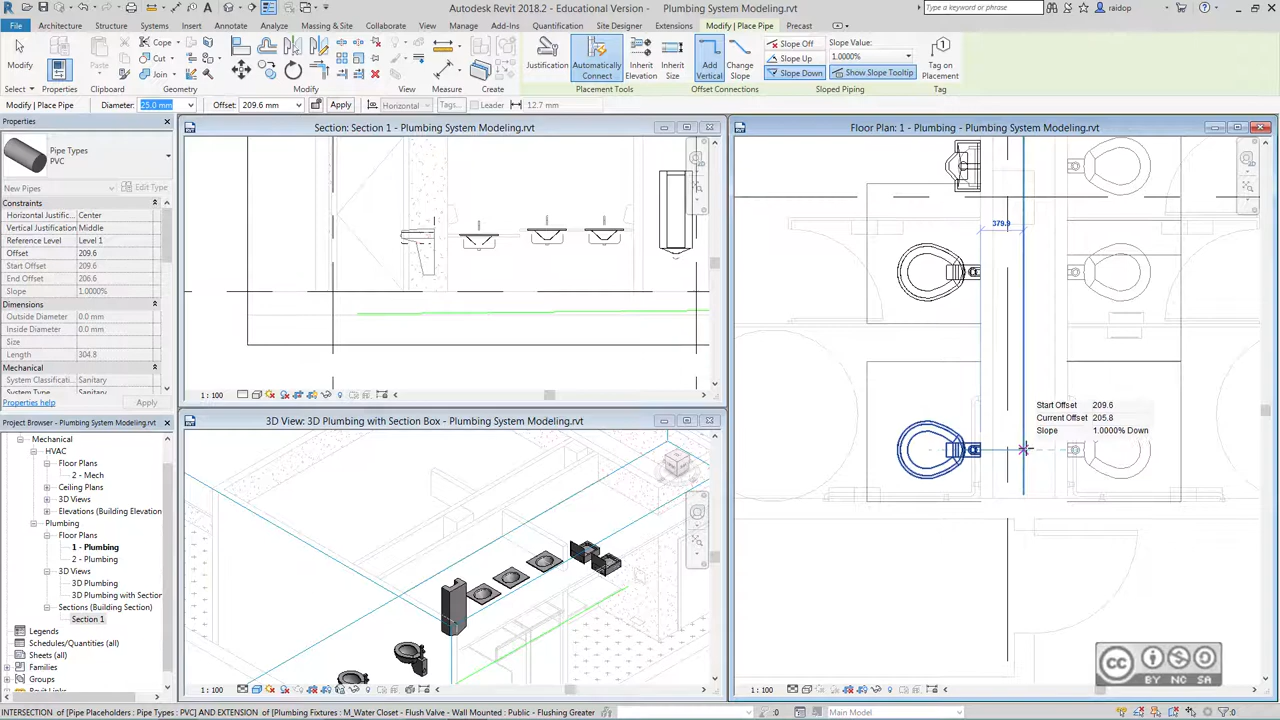 Autodesk Revit 2018.2 - Educational Version - Plumbing System Modeling.rvt
Type a keyword or phrase
raidop
File Architecture Structure Systems Insert Annotate Analyze Massing & Site Collaborate View Manage Add-Ins Quantification Site Designer Extensions Modify | Place Pipe Precast
Modify
Paste
Cope
Cut
Join
Justification
Automatically Connect
Inherit Elevation
Inherit Size
Add Vertical
Change Slope
Slope Off
Slope Up
Slope Down
Slope Value:
1.0000%
Show Slope Tooltip
Tag on Placement
Select Properties Clipboard Geometry Modify View Measure Create Placement Tools Offset Connections Sloped Piping Tag
Modify | Place Pipe Diameter: 25.0 mm Offset: 209.6 mm Apply Horizontal Tags... Leader 12.7 mm
Properties
Pipe Types
PVC
New Pipes Edit Type
Constraints
Horizontal Justific... Center
Vertical Justificati... Middle
Reference Level Level 1
Offset 209.6
Start Offset 209.6
End Offset 206.6
Slope 1.0000%
Dimensions
Outside Diameter 0.0 mm
Inside Diameter 0.0 mm
Size
Length 304.8
Mechanical
System Classificati... Sanitary
System Type Sanitary
Properties help Apply
Project Browser - Plumbing System Modeling.rvt
Mechanical
HVAC
Floor Plans
2 - Mech
Ceiling Plans
3D Views
Elevations (Building Elevation
Plumbing
Floor Plans
1 - Plumbing
2 - Plumbing
3D Views
3D Plumbing
3D Plumbing with Section
Sections (Building Section)
Section 1
Legends
Schedules/Quantities (all)
Sheets (all)
Families
Groups
Revit Links
Section: Section 1 - Plumbing System Modeling.rvt
1 : 100
3D View: 3D Plumbing with Section Box - Plumbing System Modeling.rvt
1 : 100
Floor Plan: 1 - Plumbing - Plumbing System Modeling.rvt
379.9
Start Offset 209.6
Current Offset 205.8
Slope 1.0000% Down
1 : 100
cc
BY NC SA
INTERSECTION of [Pipe Placeholders : Pipe Types : PVC] AND EXTENSION of [Plumbing Fixtures : M_Water Closet - Flush Valve - Wall Mounted : Public - Flushing Greater
:0
Main Model
:0